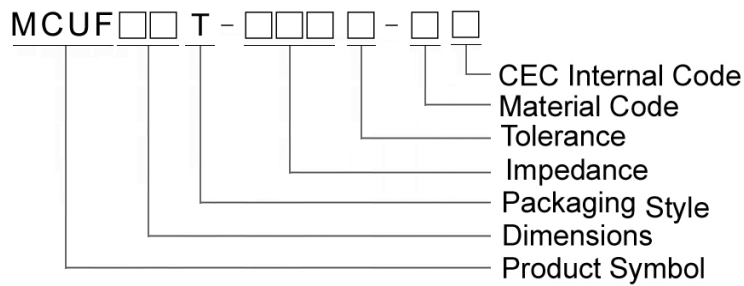 MCUF□□ T-□□□ □-□ □
CEC Internal Code
Material Code
Tolerance
Impedance
Packaging Style
Dimensions
Product Symbol